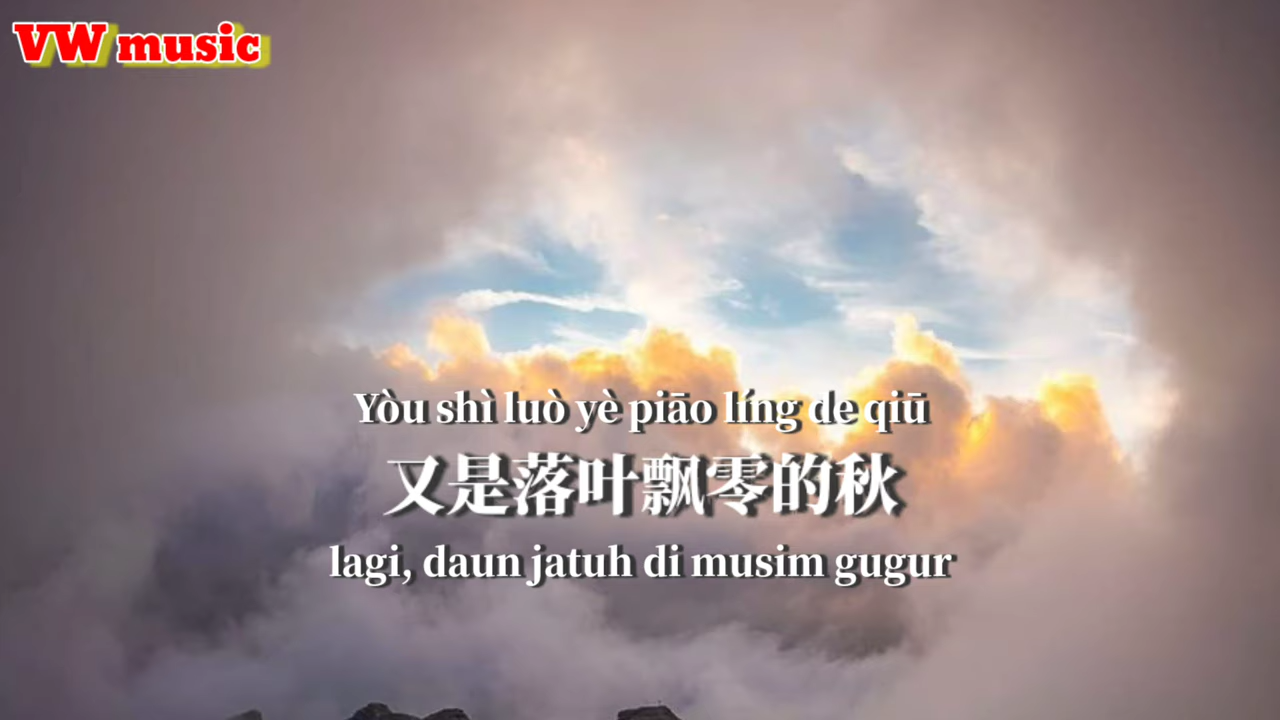 VW music
Yòu shì luò yè piāo líng de qiū
又是落叶飘零的秋
lagi, daun jatuh di musim gugur